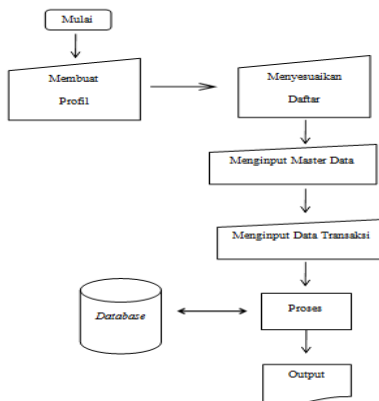 Mulai
Membuat
Profil
Menyesuaikan
Daftar
Menginput Master Data
Menginput Data Transaksi
Database
Proses
Output